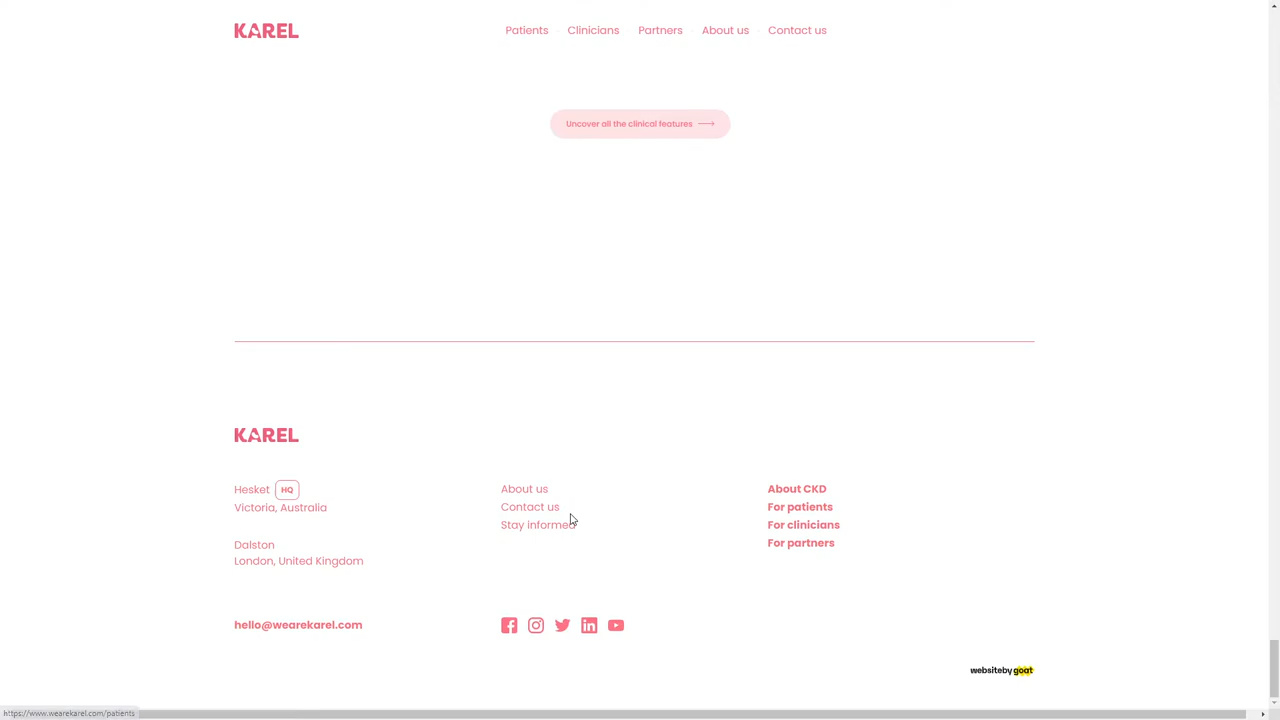 KAREL
Patients
Clinicians
Partners
About us
Contact us
Uncover all the clinical features
KAREL
Hesket HQ
Victoria, Australia
Dalston
London, United Kingdom
hello@wearekarel.com
About us
Contact us
Stay informed
About CKD
For patients
For clinicians
For partners
websitebygoat
https://www.wearekarel.com/patients